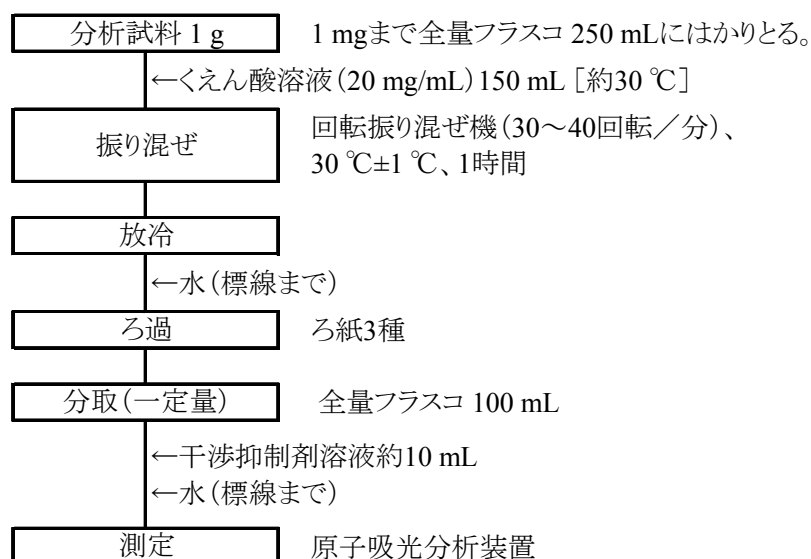 分析試料 1 g 1 mgまで全量フラスコ 250 mLにはかりとる。
←くえん酸溶液(20 mg/mL)150 mL [約30 ℃]
振り混ぜ
回転振り混ぜ機(30~40回転/分)、
30 ℃±1 ℃、1時間
放冷
←水(標線まで)
ろ過 ろ紙3種
分取(一定量) 全量フラスコ 100 mL
←干渉抑制剤溶液約10 mL
←水(標線まで)
測定 原子吸光分析装置